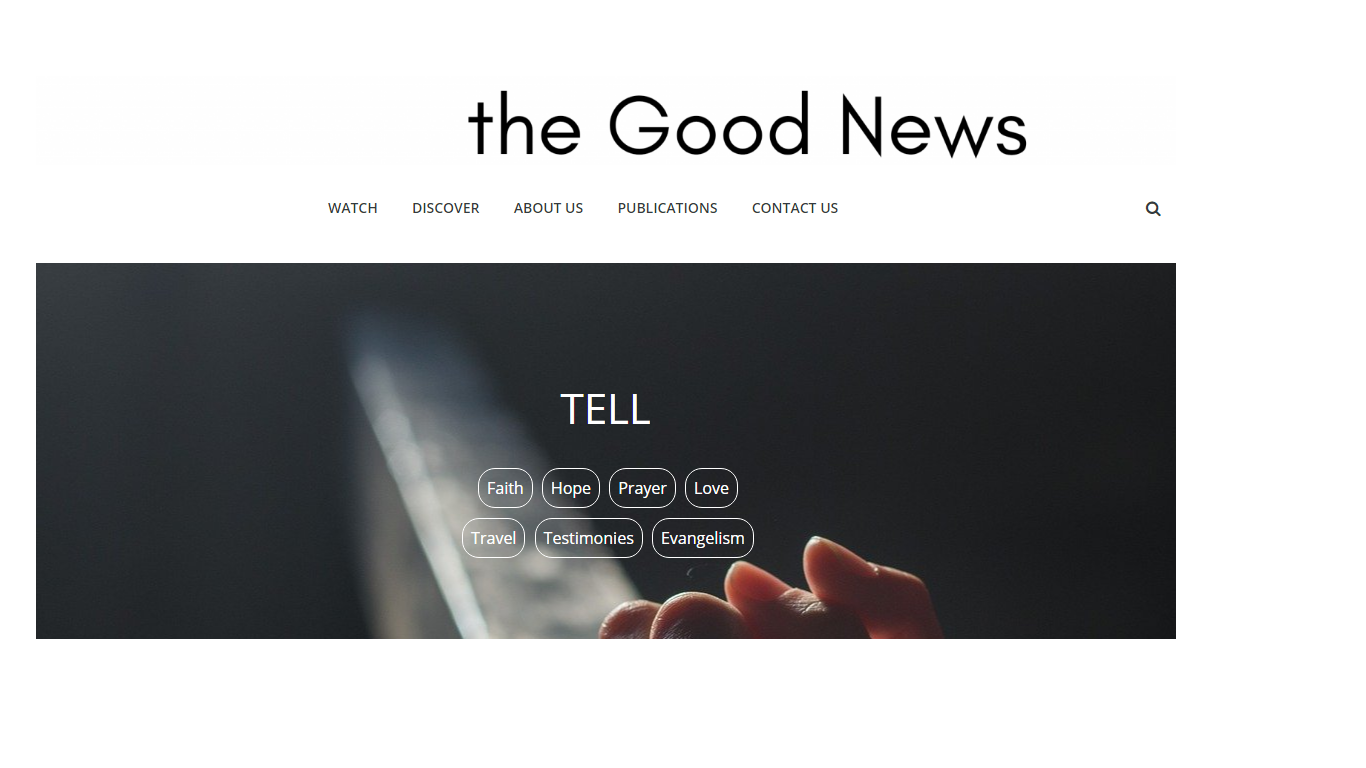 the Good News
WATCH DISCOVER ABOUT US PUBLICATIONS CONTACT US
TELL
Faith Hope Prayer Love
Travel Testimonies Evangelism